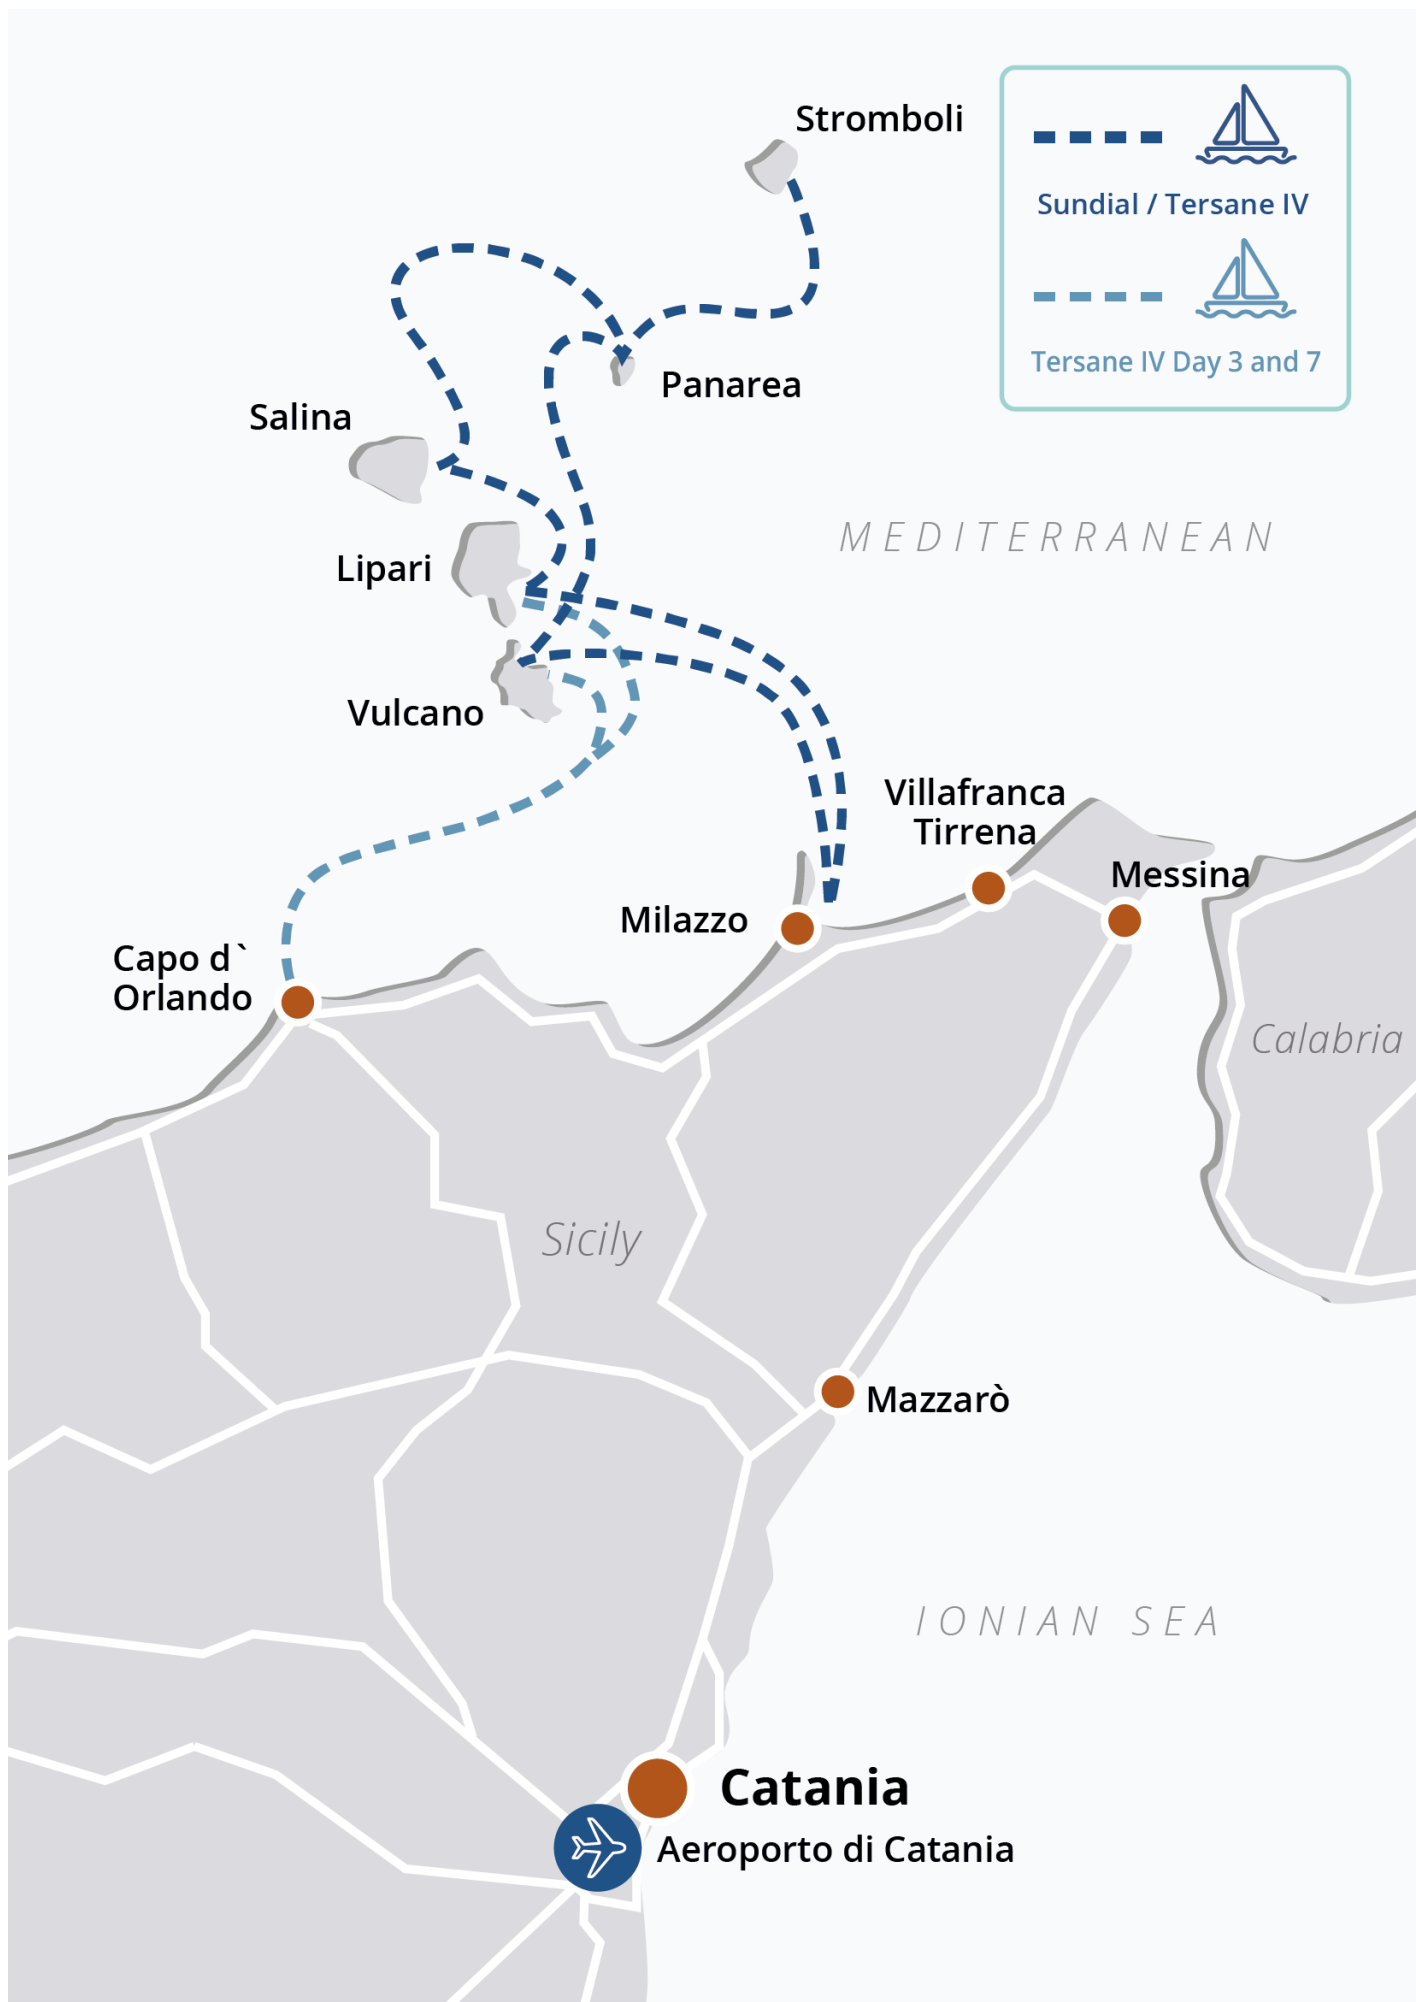 Stromboli
Sundial / Tersane IV
Tersane IV Day 3 and 7
Panarea
Salina
MEDITERRANEAN
Lipari
Vulcano
Villafranca
Tirrena
Messina
Milazzo
Capo d`
Orlando
Calabria
Sicily
Mazzarò
IONIAN SEA
Catania
Aeroporto di Catania